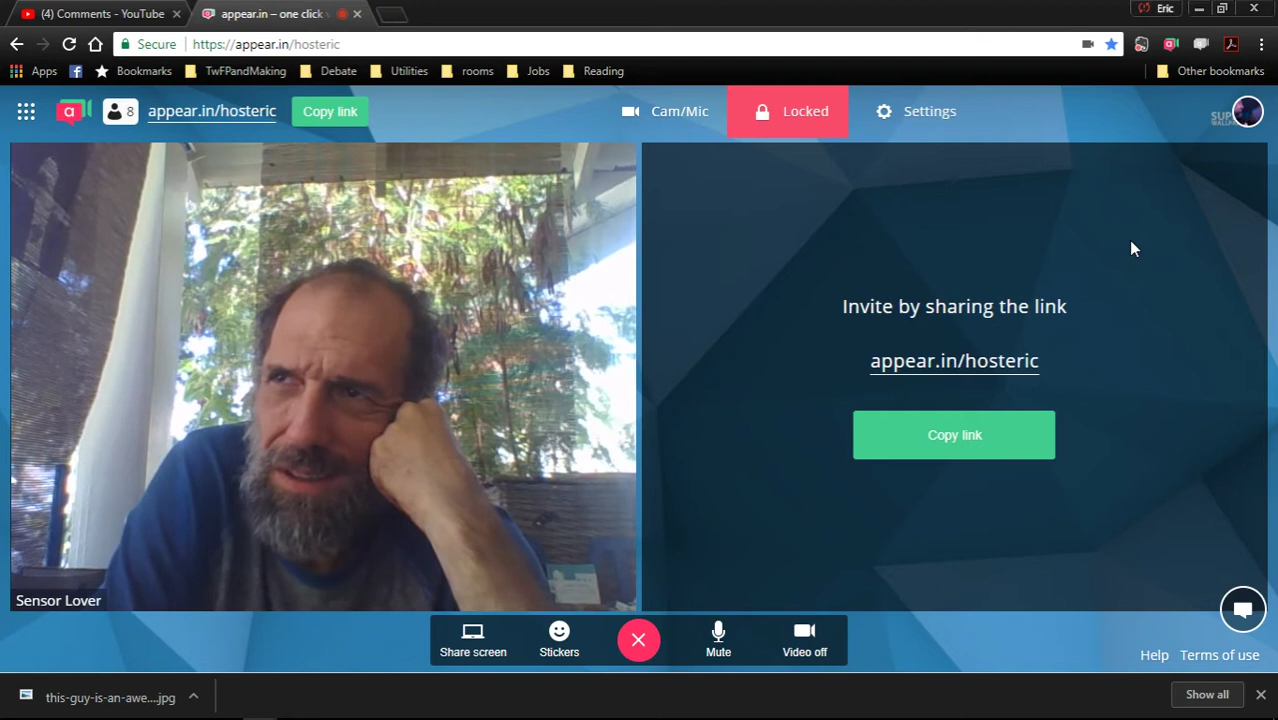 (4) Comments - YouTube
appear.in – one click v
Eric
Secure
https://appear.in/hosteric
Apps
Bookmarks
TwFPandMaking
Debate
Utilities
rooms
Jobs
Reading
Other bookmarks
8
appear.in/hosteric
Copy link
Cam/Mic
Locked
Settings
Invite by sharing the link
appear.in/hosteric
Copy link
Sensor Lover
Share screen
Stickers
Mute
Video off
Help
Terms of use
this-guy-is-an-awe....jpg
Show all